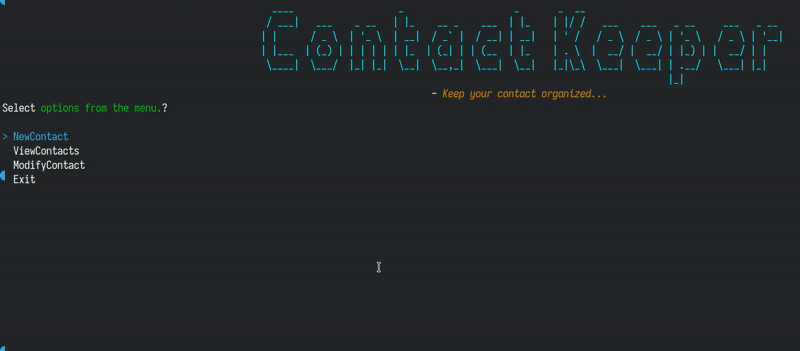 Contact Keeper
- Keep your contact organized...
Select options from the menu.?
> NewContact
ViewContacts
ModifyContact
Exit